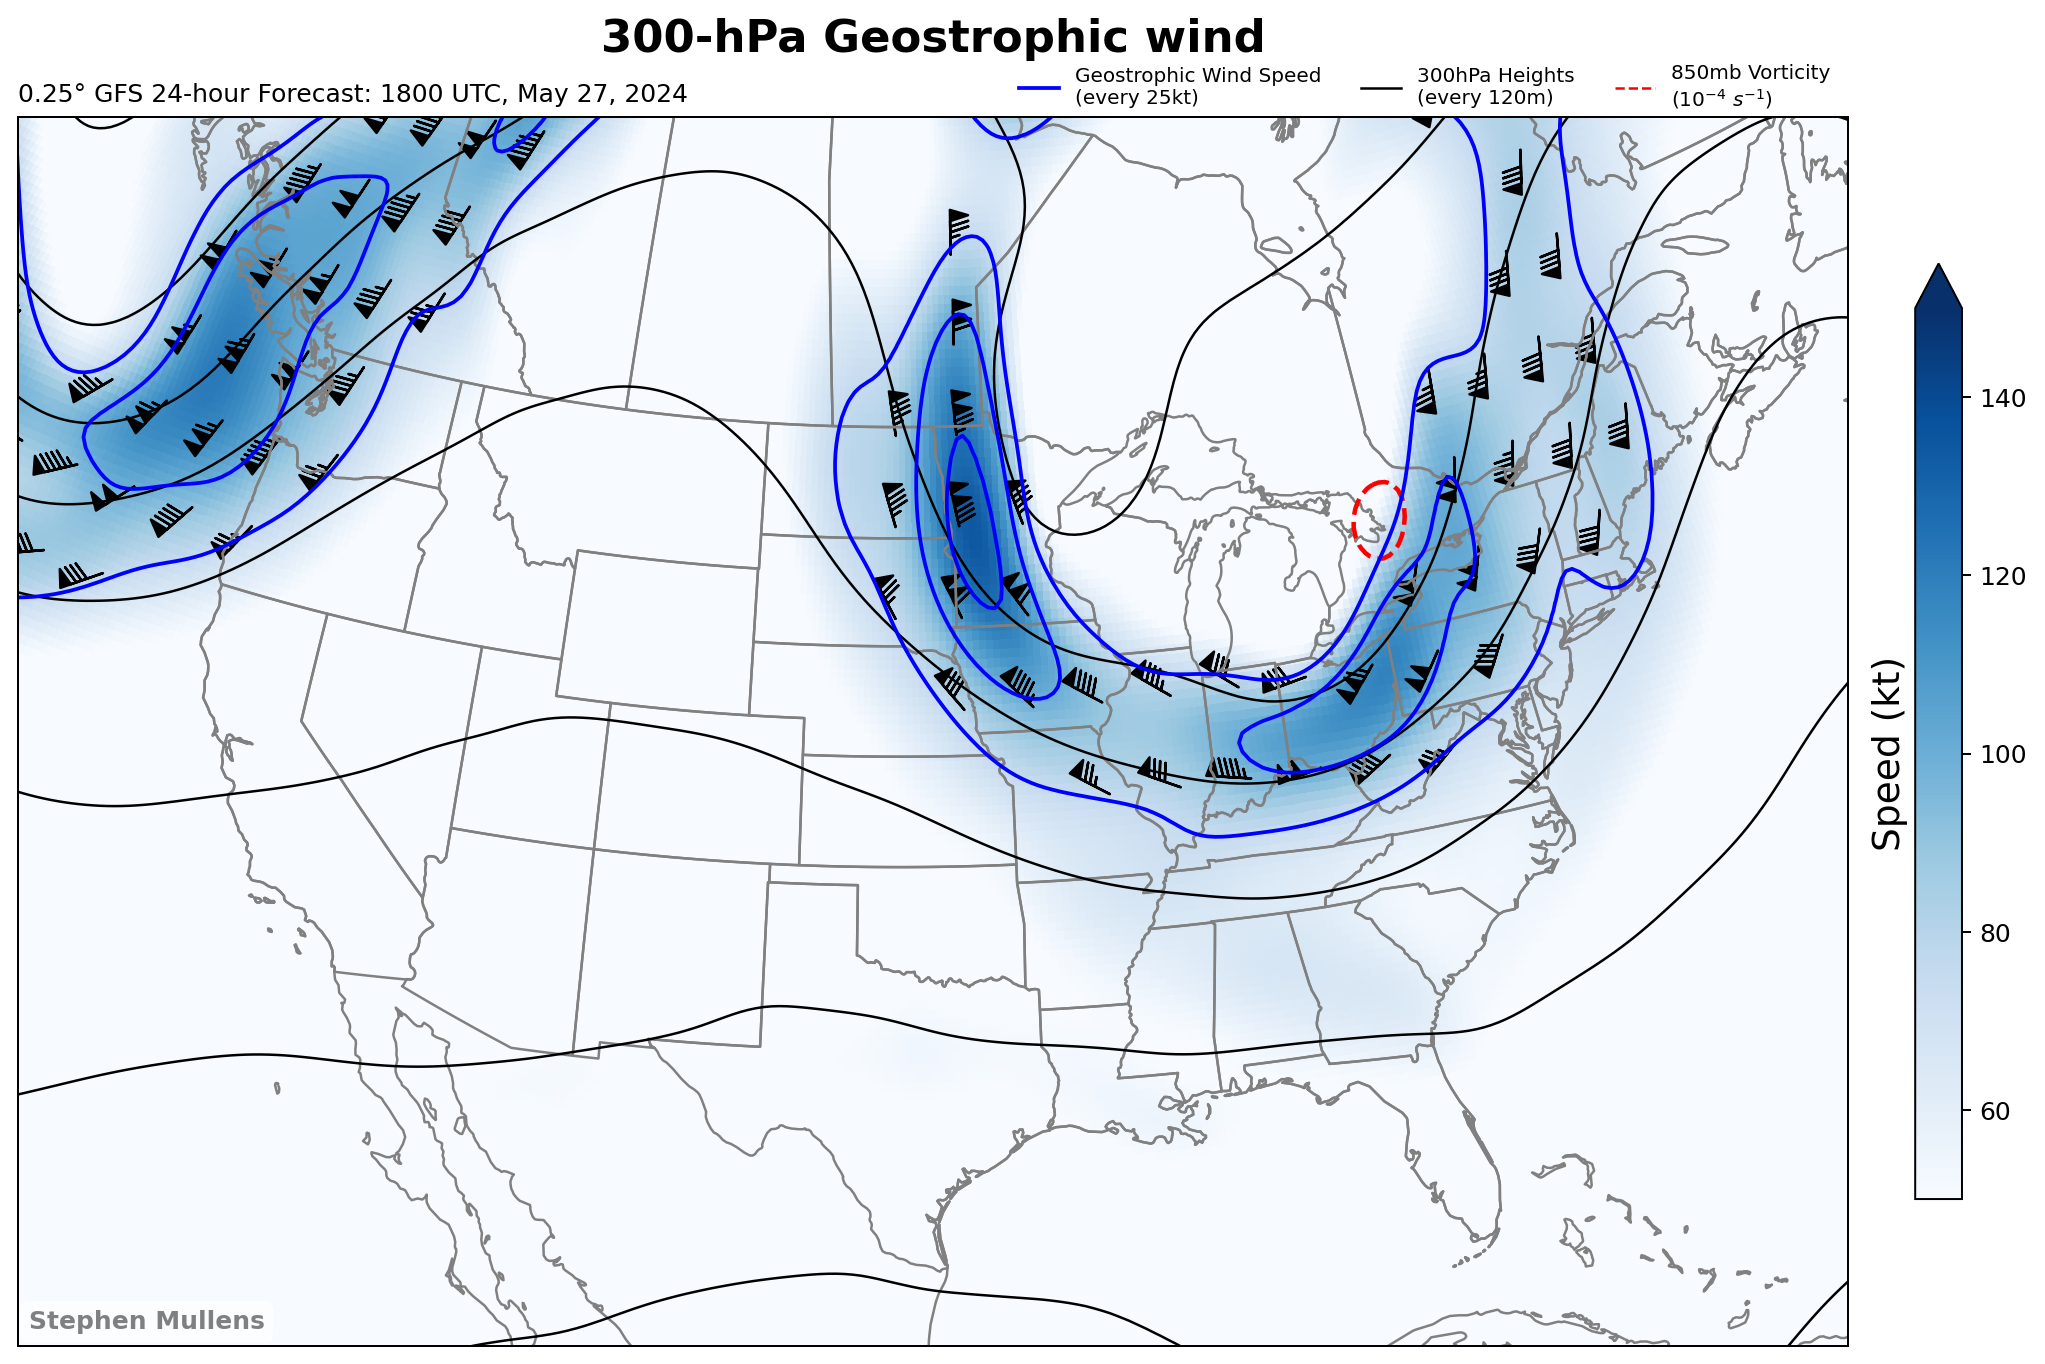 300-hPa Geostrophic wind
0.25° GFS 24-hour Forecast: 1800 UTC, May 27, 2024
Geostrophic Wind Speed
(every 25kt)
300hPa Heights
(every 120m)
850mb Vorticity
(10⁻⁴ s⁻¹)
140
120
100
80
60
Speed (kt)
Stephen Mullens